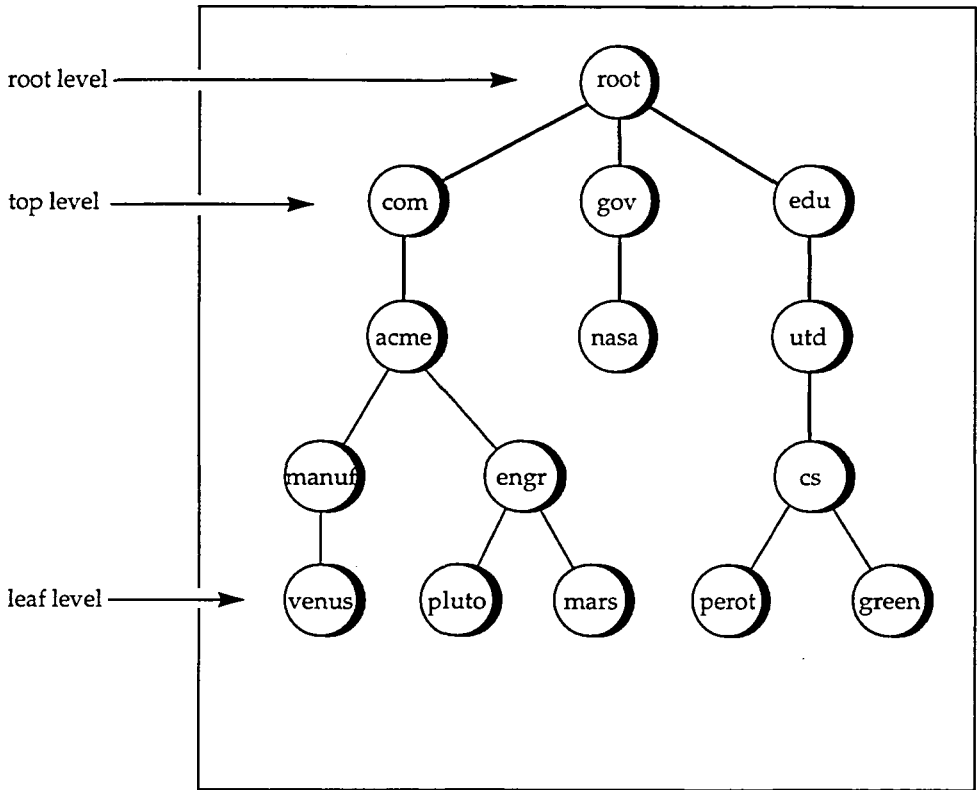 root level
root
top level
com
gov
edu
acme
nasa
utd
manuf
engr
cs
leaf level
venus
pluto
mars
perot
green